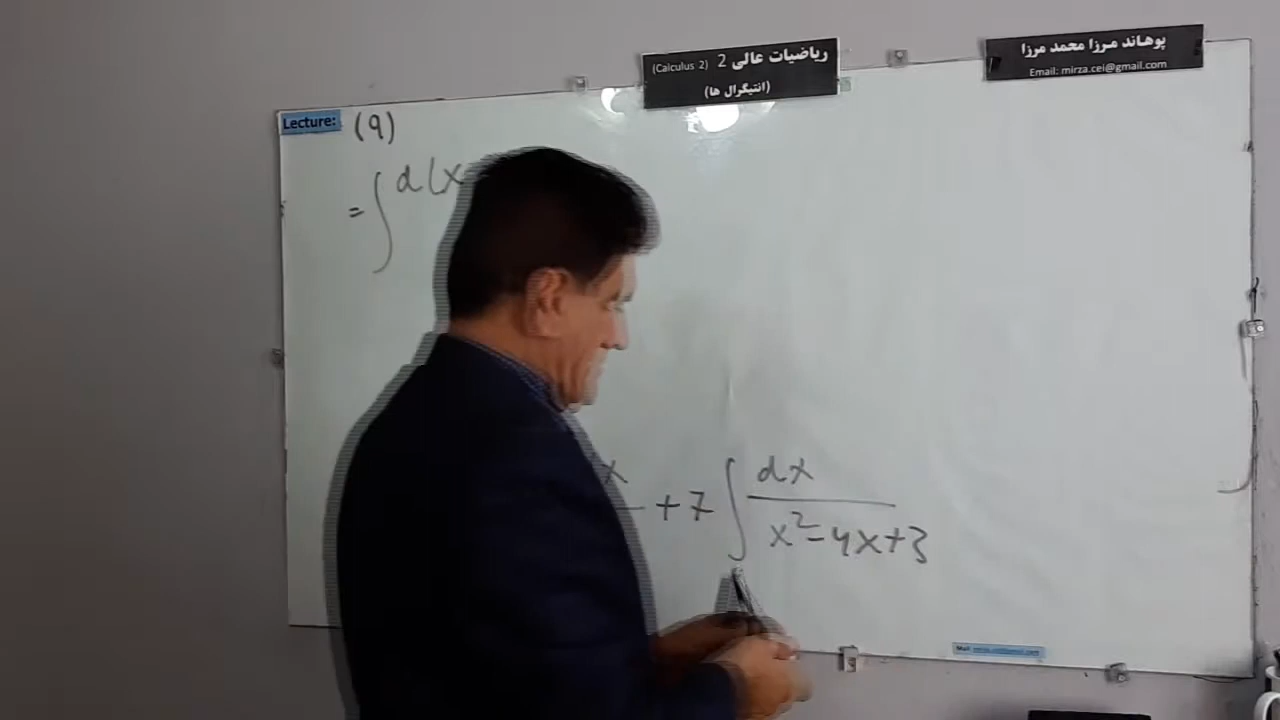 ریاضیات عالی 2 (Calculus 2)
(انتیگرال ها)
پوهاند مرزا محمد مرزا
Email: mirza.cei@gmail.com
Lecture: (9)
= ∫ d(x
x + 7 ∫ dx / x² - 4x + 3
Mail